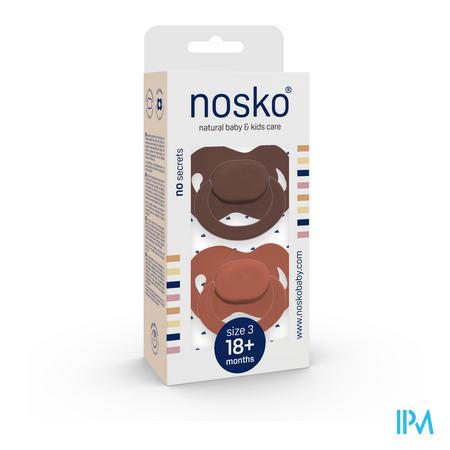 nosko®
natural baby & kids care
no secrets
www.noskobaby.com
size 3
18+
months
IPM